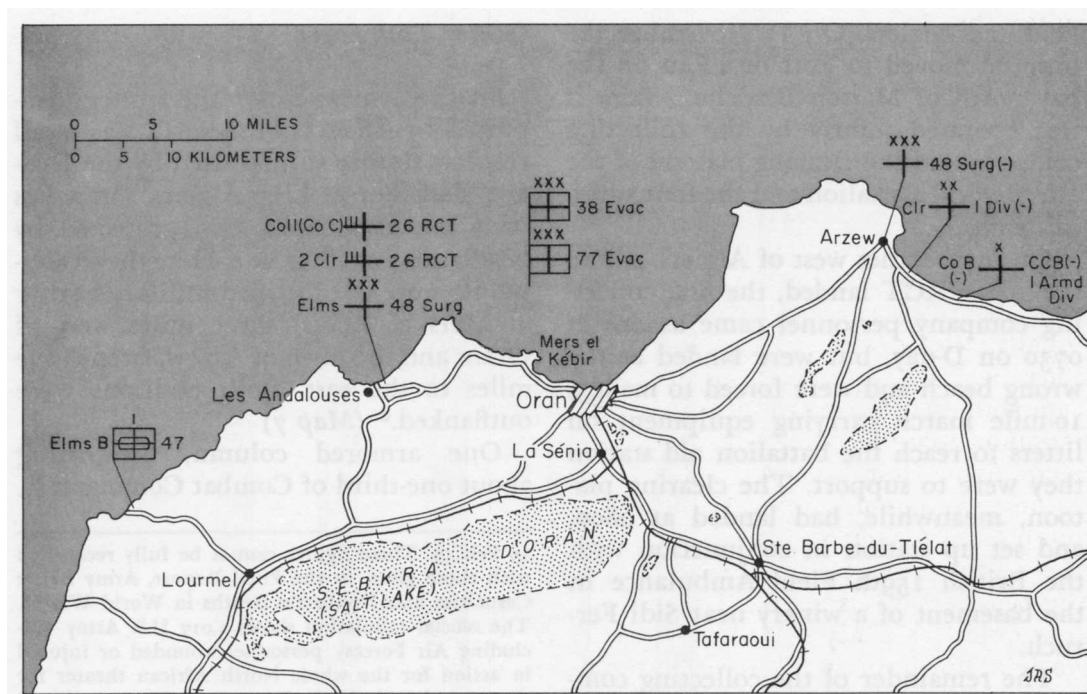 0 5 10 MILES
0 5 10 KILOMETERS
XXX
48 Surg (-)
XX
Clr 1 Div (-)
Arzew
X
Co B (-)
CCB (-)
1 Armd
Div
XXX
38 Evac
XXX
77 Evac
Coll (Co C) III 26 RCT
2 Clr III 26 RCT
XXX
Elms 48 Surg
Mers el
Kébir
Les Andalouses
Oran
I
Elms B 47
La Sénia
SEBKRA D'ORAN
(SALT LAKE)
Lourmel
Ste Barbe-du-Tlélat
Tafaraoui
JRS